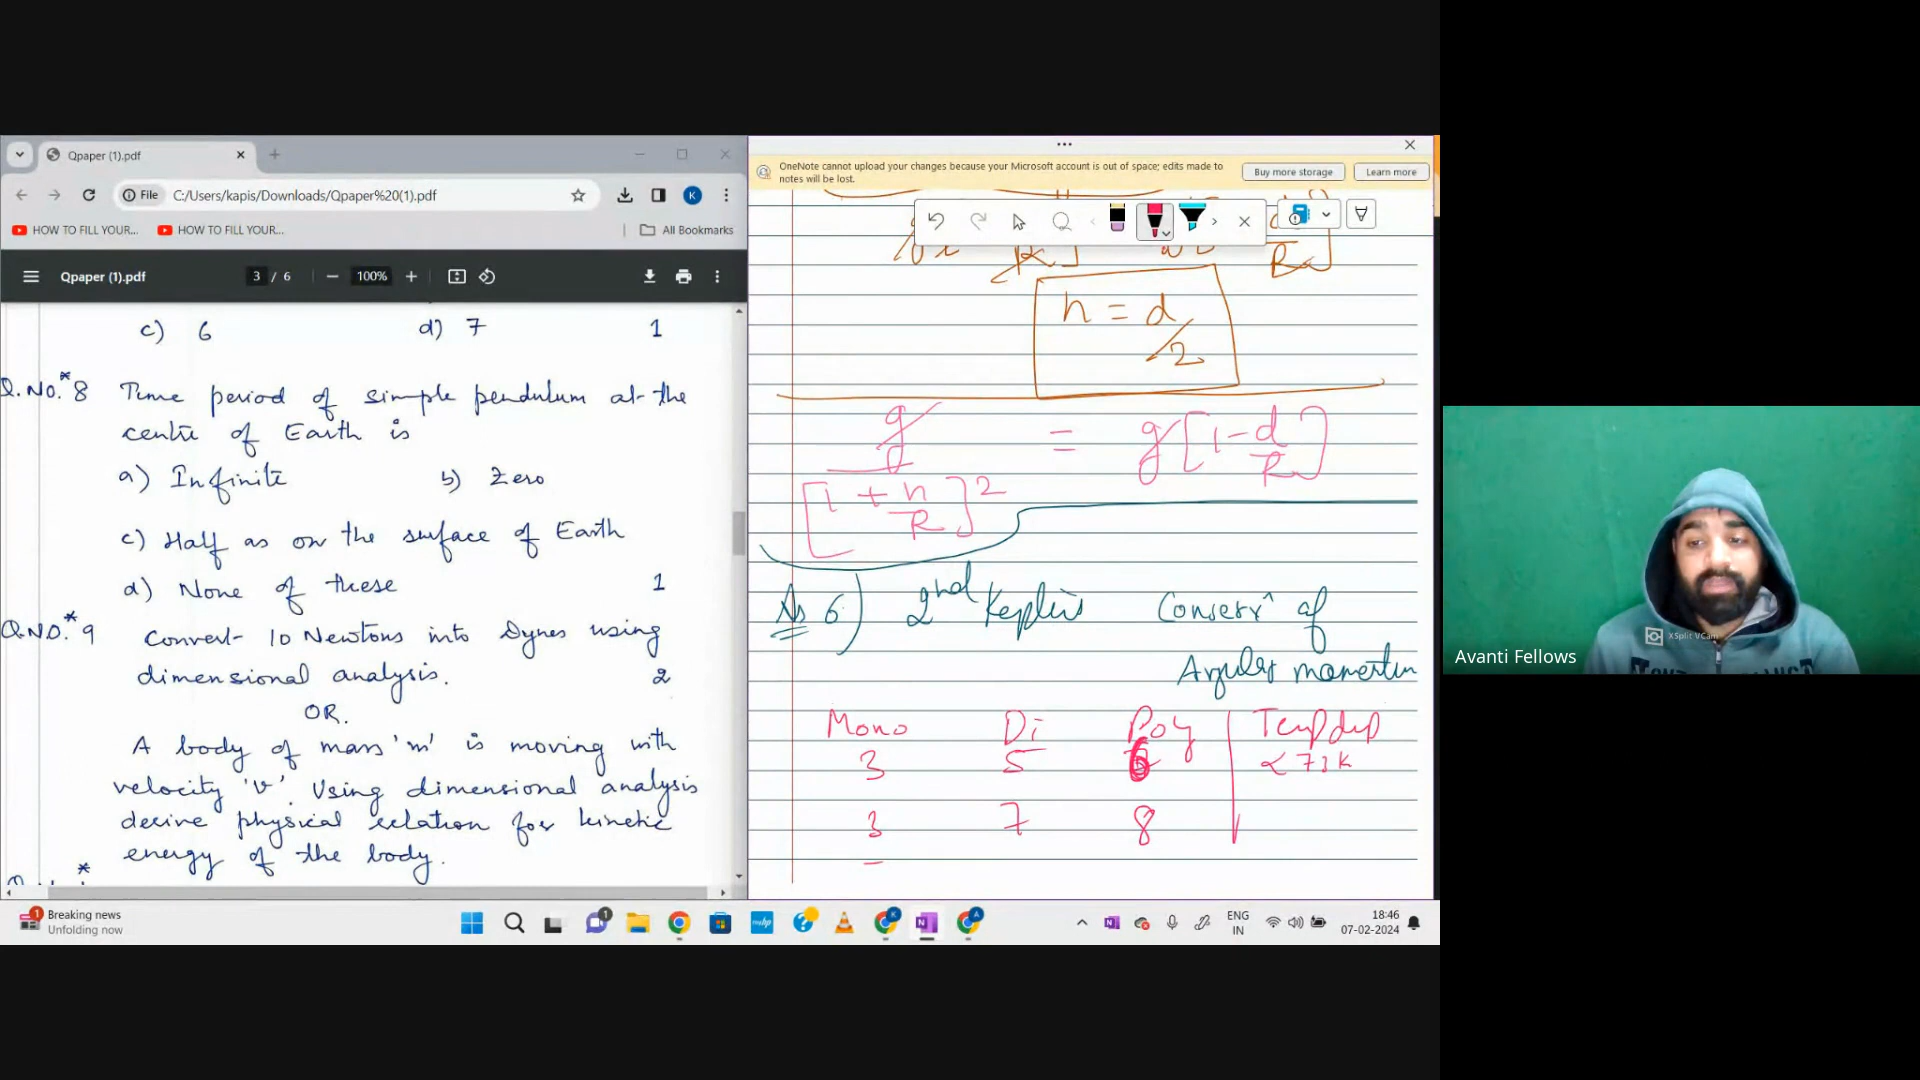 Qpaper (1).pdf
File C:/Users/kapis/Downloads/Qpaper%20(1).pdf
HOW TO FILL YOUR... HOW TO FILL YOUR... All Bookmarks
Qpaper (1).pdf 3 / 6 100%
c) 6 d) 7 1
Q.No.*8 Time period of simple pendulum at the
centre of Earth is
a) Infinite b) Zero
c) Half as on the surface of Earth
d) None of these 1
Q.NO.*9 Convert 10 Newtons into Dynes using
dimensional analysis. 2
OR.
A body of mass 'm' is moving with
velocity 'v'. Using dimensional analysis
derive physical relation for kinetic
energy of the body.
OneNote cannot upload your changes because your Microsoft account is out of space; edits made to
notes will be lost.
Buy more storage Learn more
h = d/2
g/[1 + h/R]2 = g[1 - d/R]
As 6) 2nd Keplers Conserv^ of
Angular momentum
Mono Di Poy Temp dep
3 5 6 < 73 K
3 7 8
XSplit VCam
Avanti Fellows
Breaking news
Unfolding now
ENG
IN
18:46
07-02-2024